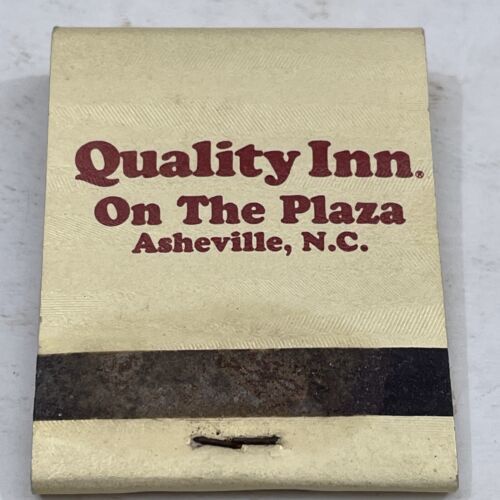 Quality Inn®
On The Plaza
Asheville, N.C.